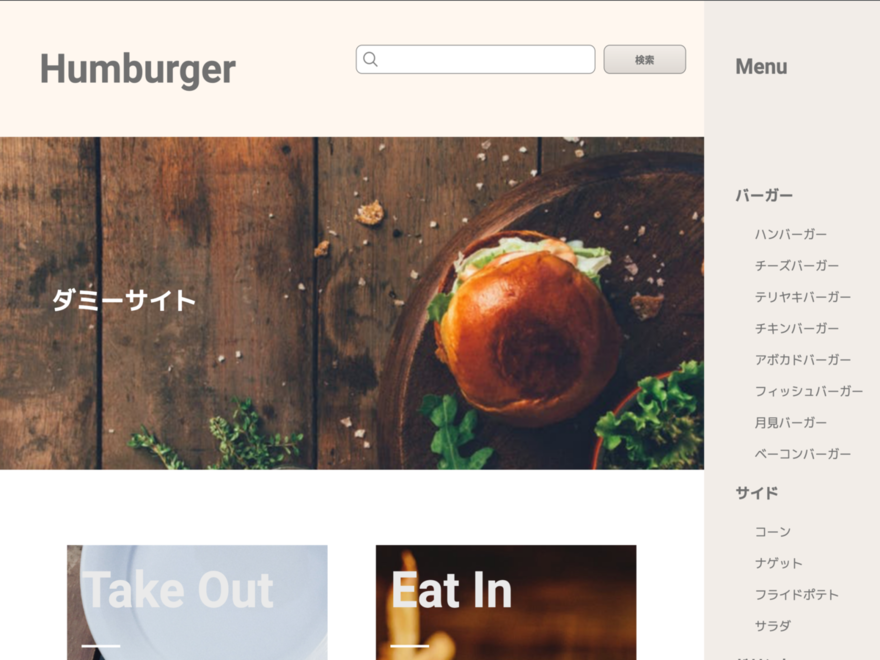 Humburger
検索
ダミーサイト
Take Out
Eat In
Menu
バーガー
ハンバーガー
チーズバーガー
テリヤキバーガー
チキンバーガー
アボカドバーガー
フィッシュバーガー
月見バーガー
ベーコンバーガー
サイド
コーン
ナゲット
フライドポテト
サラダ